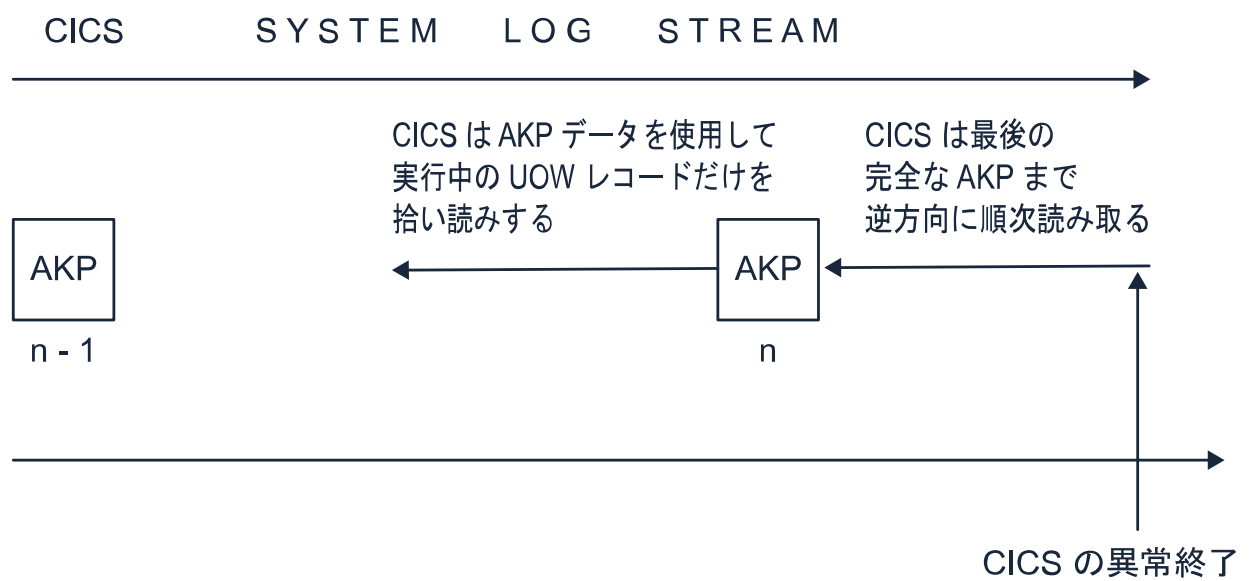 CICS SYSTEM LOG STREAM
CICS は AKP データを使用して
実行中の UOW レコードだけを
拾い読みする
CICS は最後の
完全な AKP まで
逆方向に順次読み取る
AKP
n - 1
AKP
n
CICS の異常終了